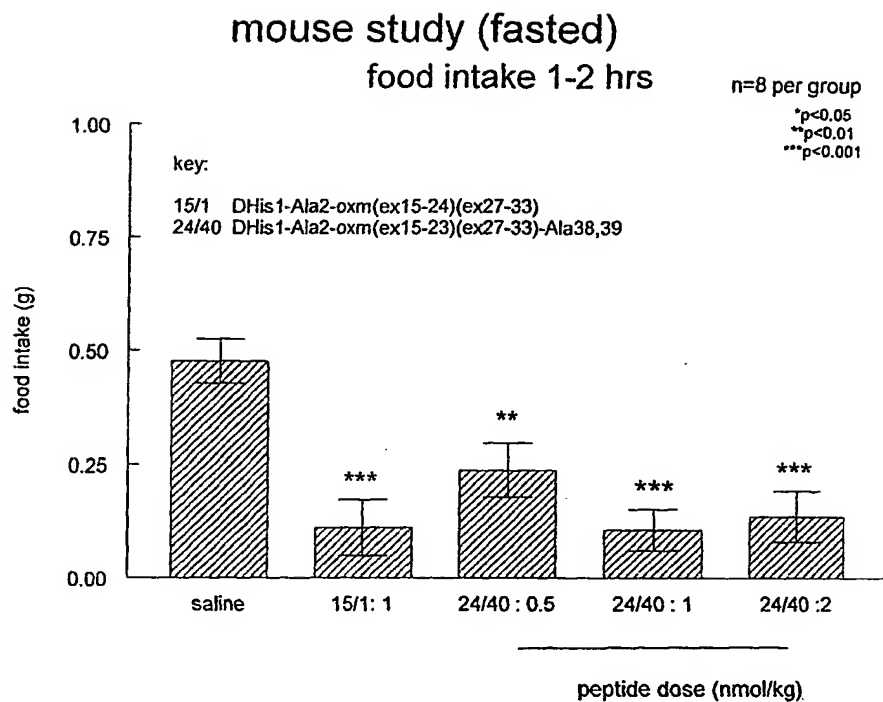 mouse study (fasted)
food intake 1-2 hrs
n=8 per group
*p<0.05
**p<0.01
***p<0.001
key:
15/1 DHis1-Ala2-oxm(ex15-24)(ex27-33)
24/40 DHis1-Ala2-oxm(ex15-23)(ex27-33)-Ala38,39
food intake (g)
1.00
0.75
0.50
0.25
0.00
***
**
***
***
saline 15/1: 1 24/40 : 0.5 24/40 : 1 24/40 :2
peptide dose (nmol/kg)